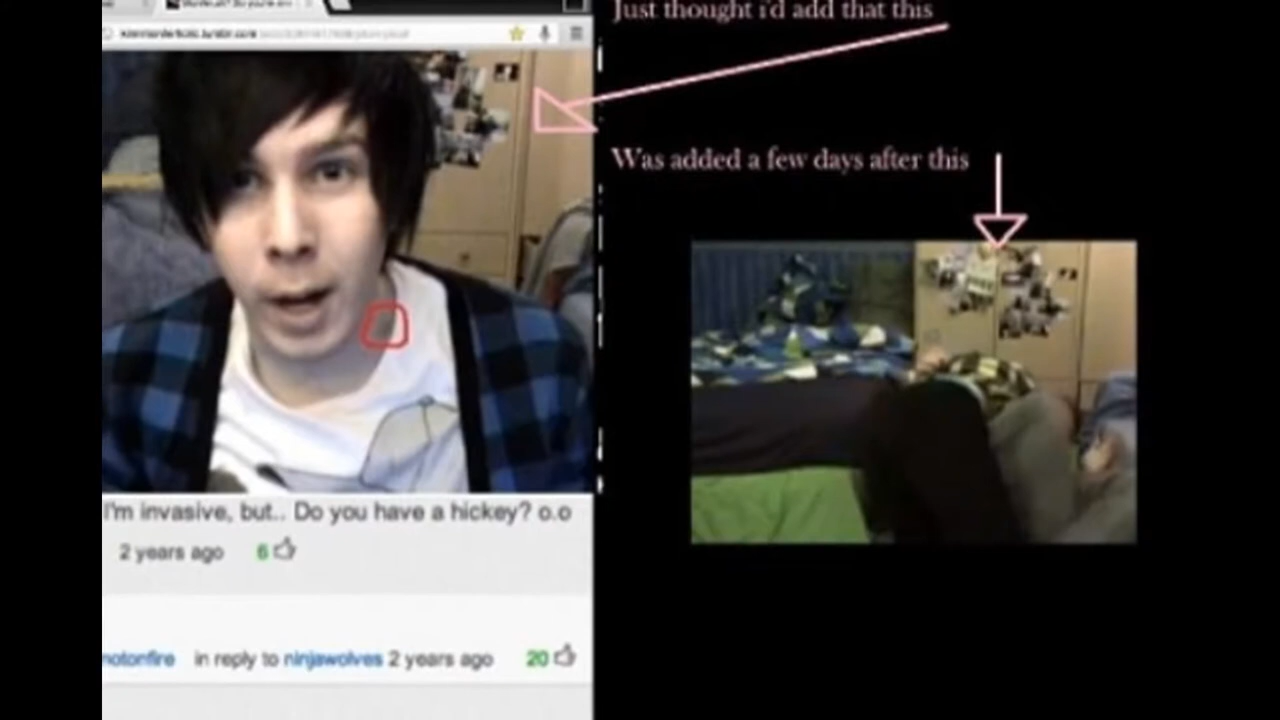 Just thought i'd add that this
Was added a few days after this
I'm invasive, but.. Do you have a hickey? o.o
2 years ago 6
notonfire in reply to ninjawolves 2 years ago 20